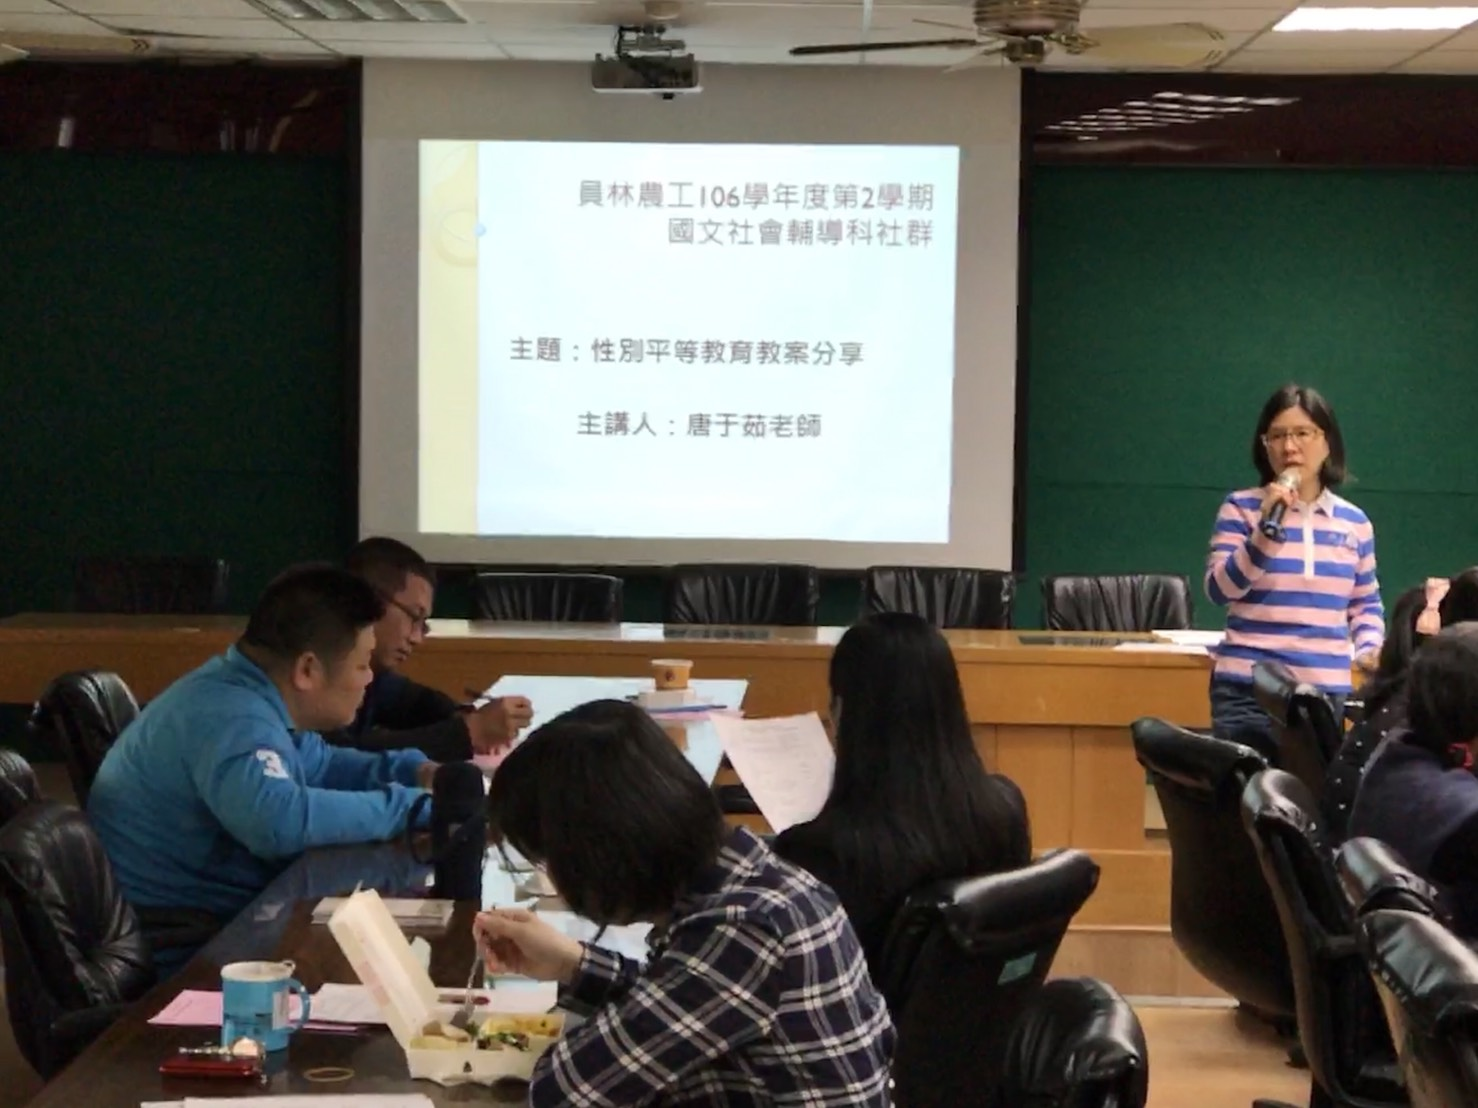 員林農工106學年度第2學期
國文社會輔導科社群
主題：性別平等教育教案分享
主講人：唐于茹老師
3